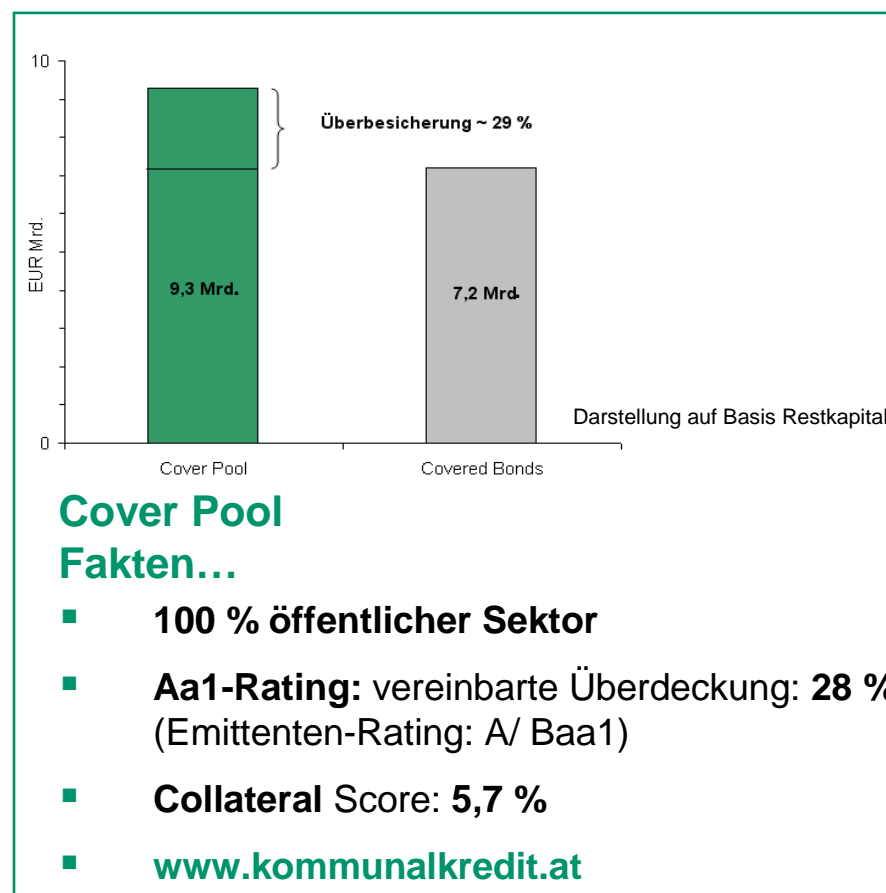 10
Überbesicherung ~ 29 %
EUR Mrd.
9,3 Mrd.
7,2 Mrd.
Darstellung auf Basis Restkapital
0
Cover Pool
Covered Bonds
Cover Pool
Fakten…
▪ 100 % öffentlicher Sektor
▪ Aa1-Rating: vereinbarte Überdeckung: 28 %
(Emittenten-Rating: A/ Baa1)
▪ Collateral Score: 5,7 %
▪ www.kommunalkredit.at